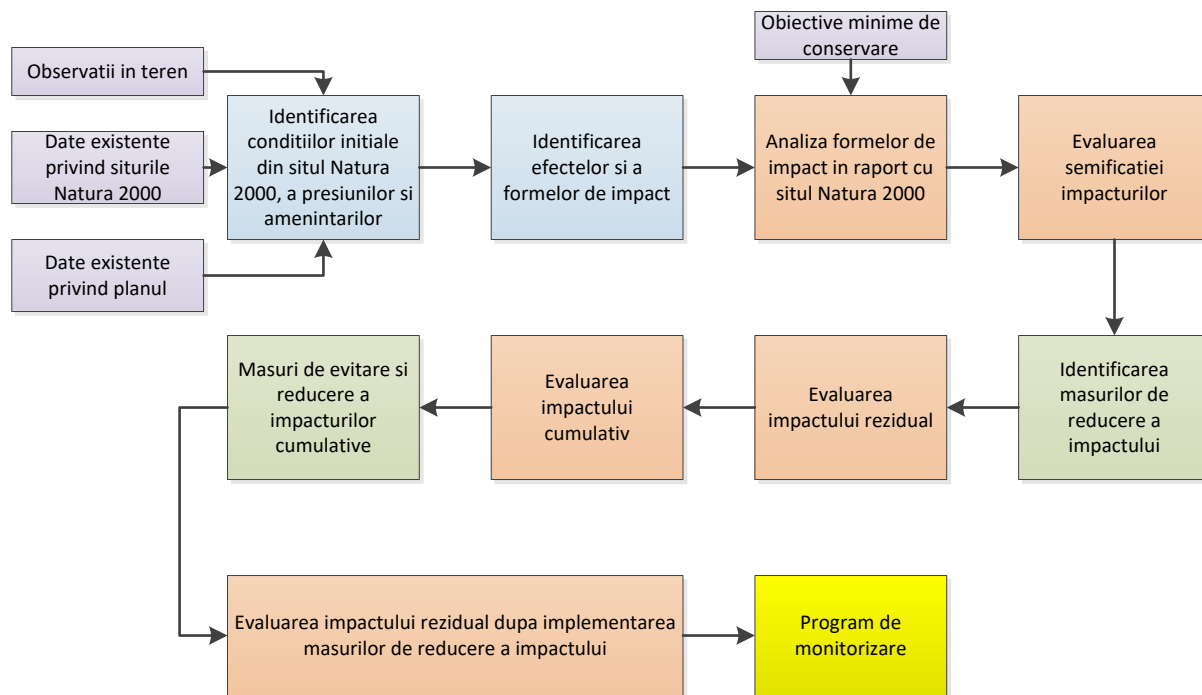 Obiective minime de
conservare
Observatii in teren
Date existente
privind siturile
Natura 2000
Date existente
privind planul
Identificarea
conditiilor initiale
din situl Natura
2000, a presiunilor si
amenintarilor
Identificarea
efectelor si a
formelor de impact
Analiza formelor de
impact in raport cu
situl Natura 2000
Evaluarea
semificatiei
impacturilor
Identificarea
masurilor de
reducere a
impactului
Evaluarea
impactului rezidual
Evaluarea
impactului
cumulativ
Masuri de evitare si
reducere a
impacturilor
cumulative
Evaluarea impactului rezidual dupa implementarea
masurilor de reducere a impactului
Program de
monitorizare